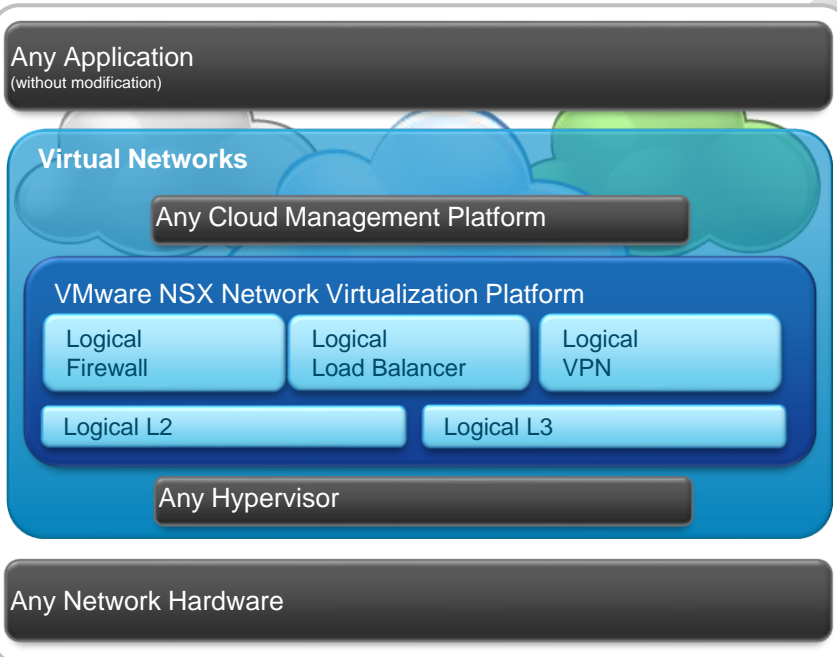 Any Application
(without modification)
Virtual Networks
Any Cloud Management Platform
VMware NSX Network Virtualization Platform
Logical
Firewall
Logical
Load Balancer
Logical
VPN
Logical L2
Logical L3
Any Hypervisor
Any Network Hardware